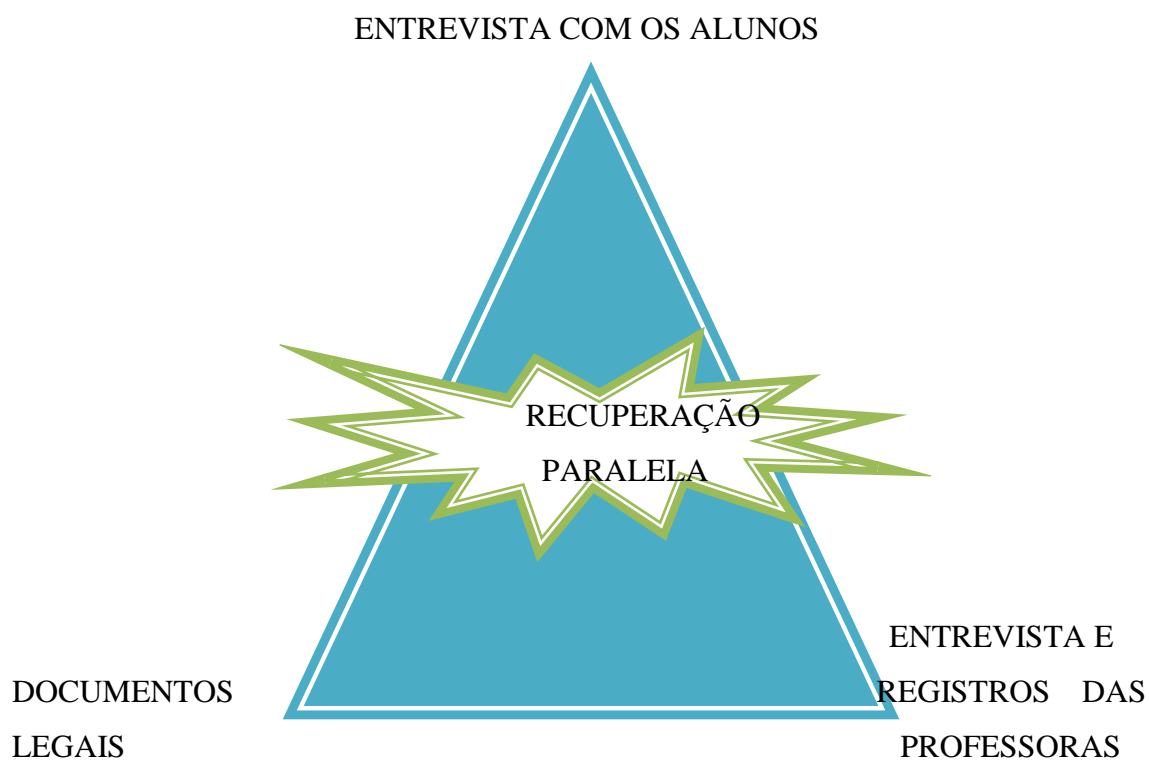 ENTREVISTA COM OS ALUNOS
RECUPERAÇÃO
PARALELA
DOCUMENTOS
LEGAIS
ENTREVISTA E
REGISTROS DAS
PROFESSORAS